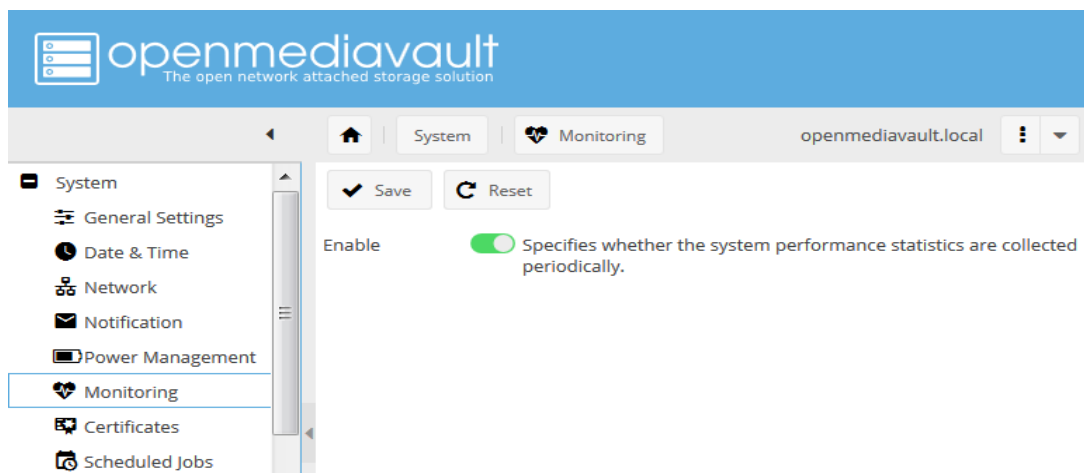 openmediavault
The open network attached storage solution
System
Monitoring
openmediavault.local
System
General Settings
Date & Time
Network
Notification
Power Management
Monitoring
Certificates
Scheduled Jobs
Save
Reset
Enable
Specifies whether the system performance statistics are collected
periodically.